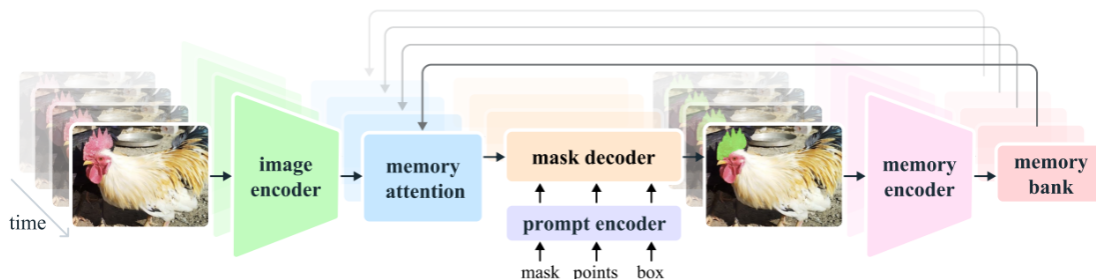 time
image
encoder
memory
attention
mask decoder
prompt encoder
mask points box
memory
encoder
memory
bank